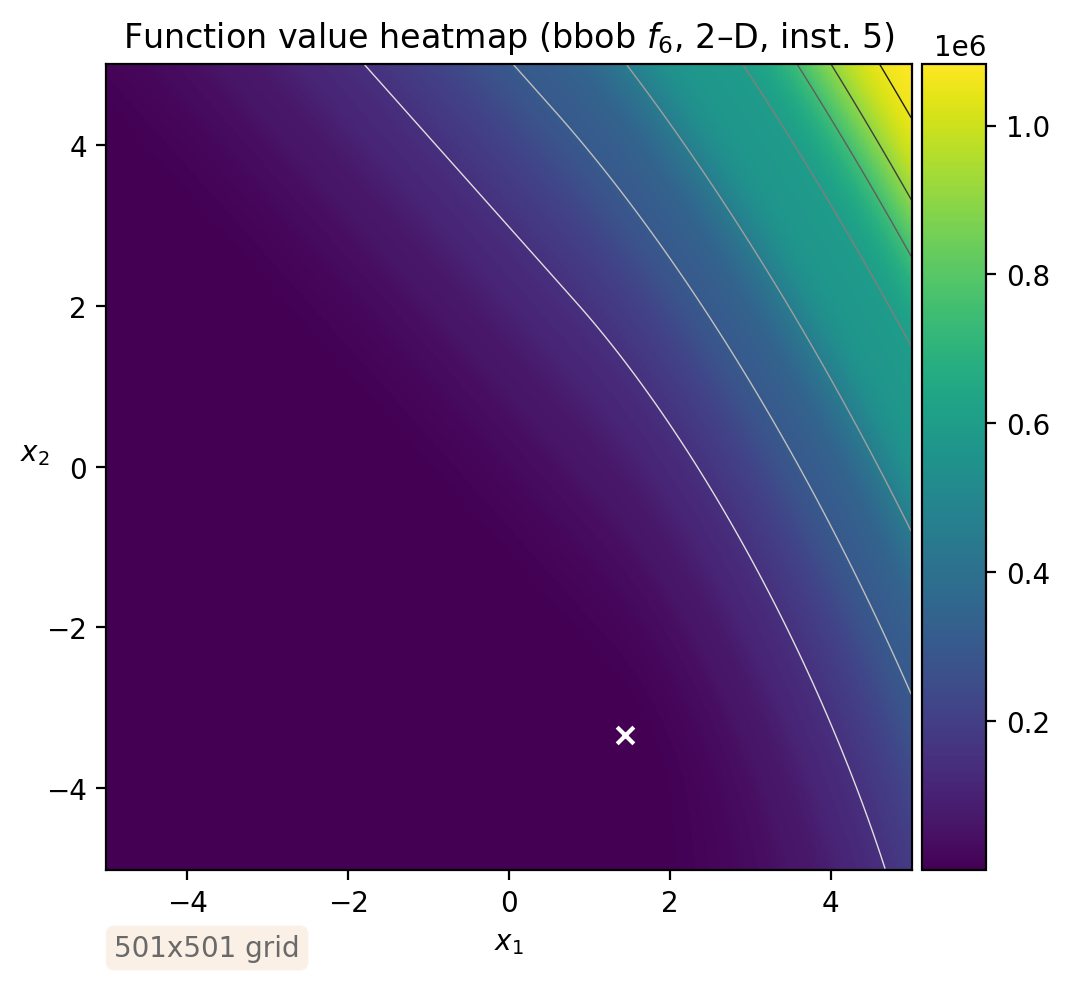 Function value heatmap (bbob f₆, 2–D, inst. 5)
1e6
1.0
0.8
0.6
0.4
0.2
4
2
0
−2
−4
x₂
−4 −2 0 2 4
x₁
501x501 grid